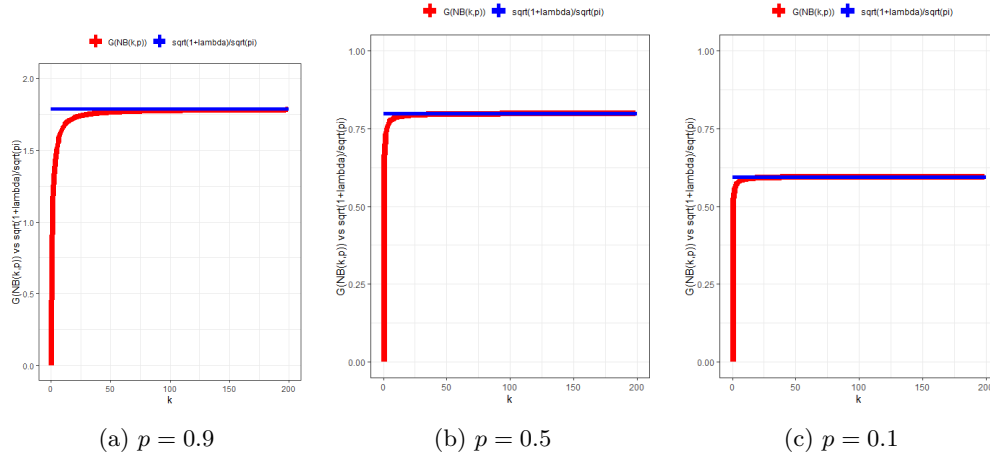 G(NB(k,p)) sqrt(1+lambda)/sqrt(pi)
G(NB(k,p)) vs sqrt(1+lambda)/sqrt(pi)
2.0
1.5
1.0
0.5
0.0
0 50 100 150 200
k
(a) p = 0.9
G(NB(k,p)) sqrt(1+lambda)/sqrt(pi)
G(NB(k,p)) vs sqrt(1+lambda)/sqrt(pi)
1.00
0.75
0.50
0.25
0.00
0 50 100 150 200
k
(b) p = 0.5
G(NB(k,p)) sqrt(1+lambda)/sqrt(pi)
G(NB(k,p)) vs sqrt(1+lambda)/sqrt(pi)
1.00
0.75
0.50
0.25
0.00
0 50 100 150 200
k
(c) p = 0.1